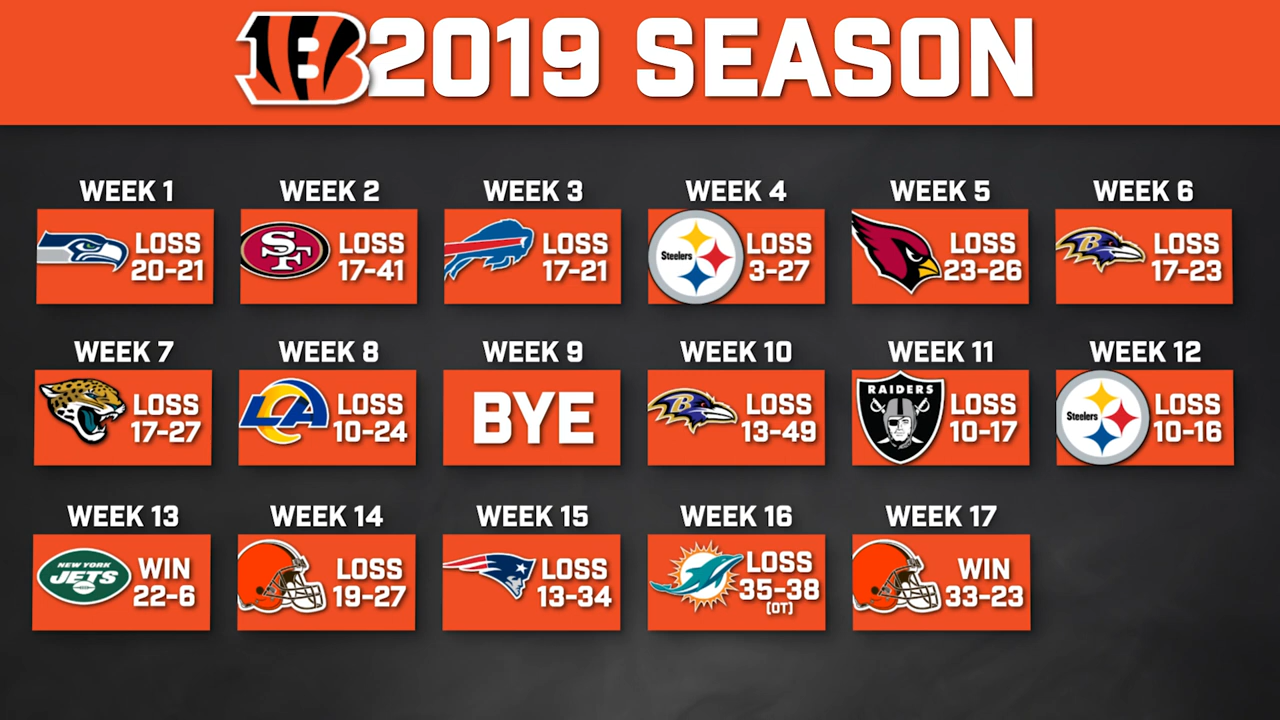 2019 SEASON
WEEK 1
LOSS
20-21
WEEK 2
SF
LOSS
17-41
WEEK 3
LOSS
17-21
WEEK 4
Steelers
LOSS
3-27
WEEK 5
LOSS
23-26
WEEK 6
B
LOSS
17-23
WEEK 7
LOSS
17-27
WEEK 8
LA
LOSS
10-24
WEEK 9
BYE
WEEK 10
B
LOSS
13-49
WEEK 11
RAIDERS
LOSS
10-17
WEEK 12
Steelers
LOSS
10-16
WEEK 13
NEW YORK
JETS
WIN
22-6
WEEK 14
LOSS
19-27
WEEK 15
LOSS
13-34
WEEK 16
LOSS
35-38
(OT)
WEEK 17
WIN
33-23